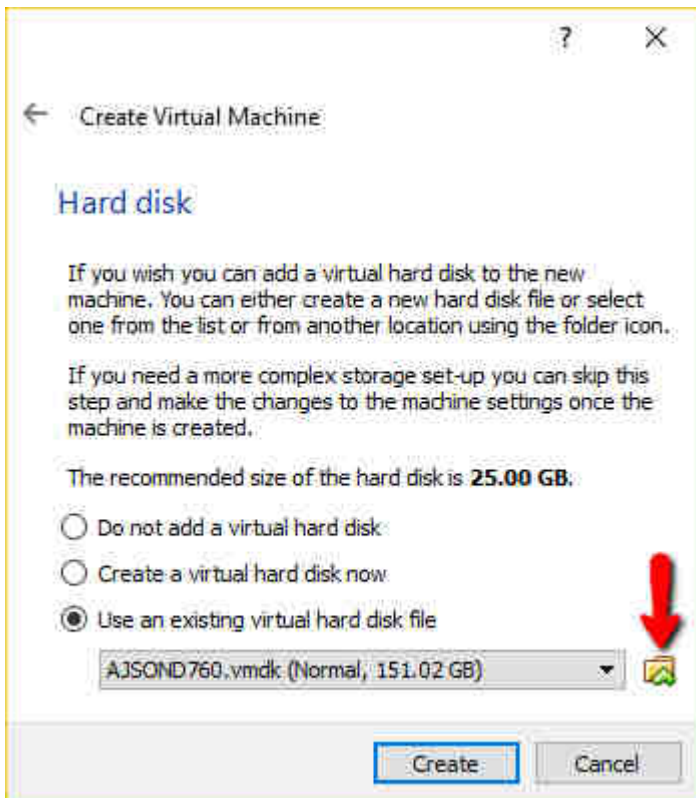 ?
Create Virtual Machine
Hard disk
If you wish you can add a virtual hard disk to the new
machine. You can either create a new hard disk file or select
one from the list or from another location using the folder icon.
If you need a more complex storage set-up you can skip this
step and make the changes to the machine settings once the
machine is created.
The recommended size of the hard disk is 25.00 GB.
Do not add a virtual hard disk
Create a virtual hard disk now
Use an existing virtual hard disk file
AJSOND760.vmdk (Normal, 151.02 GB)
Create Cancel